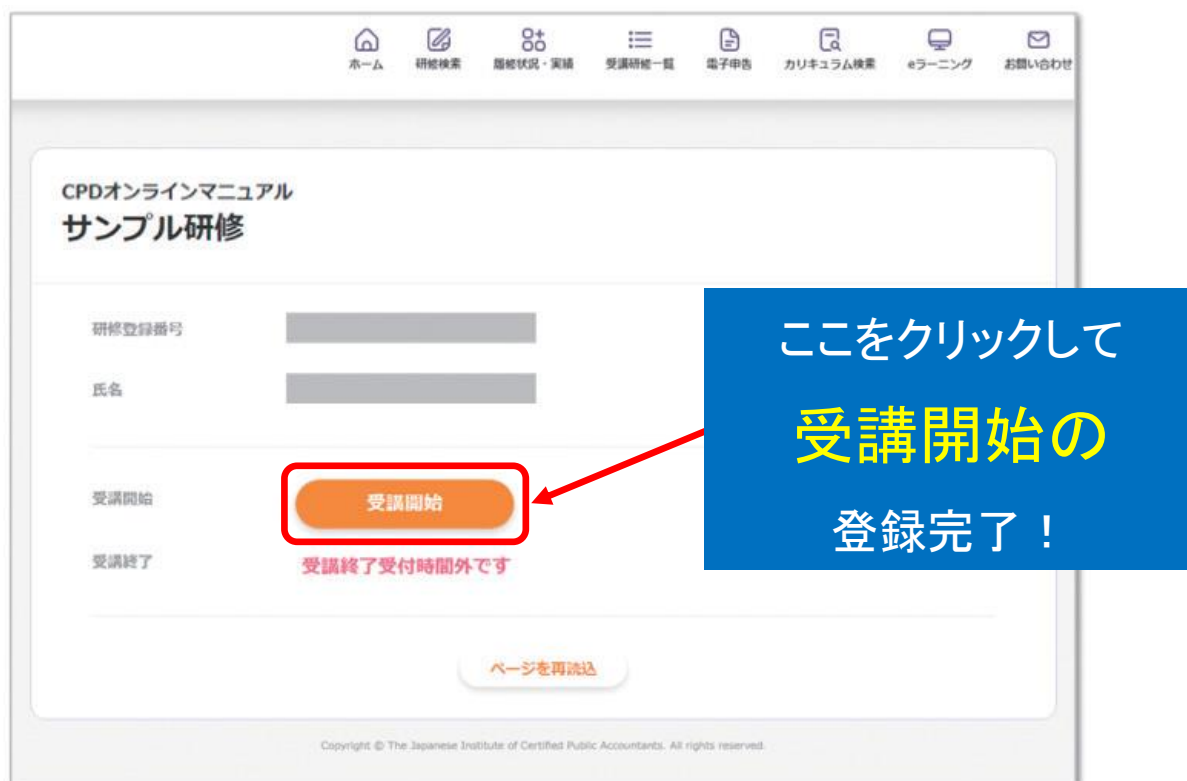 ホーム
研修検索
履修状況・実績
受講研修一覧
電子申告
カリキュラム検索
eラーニング
お問い合わせ
CPDオンラインマニュアル
サンプル研修
研修登録番号
氏名
受講開始
受講開始
受講終了
受講終了受付時間外です
ここをクリックして
受講開始の
登録完了！
ページを再読込
Copyright © The Japanese Institute of Certified Public Accountants. All rights reserved.